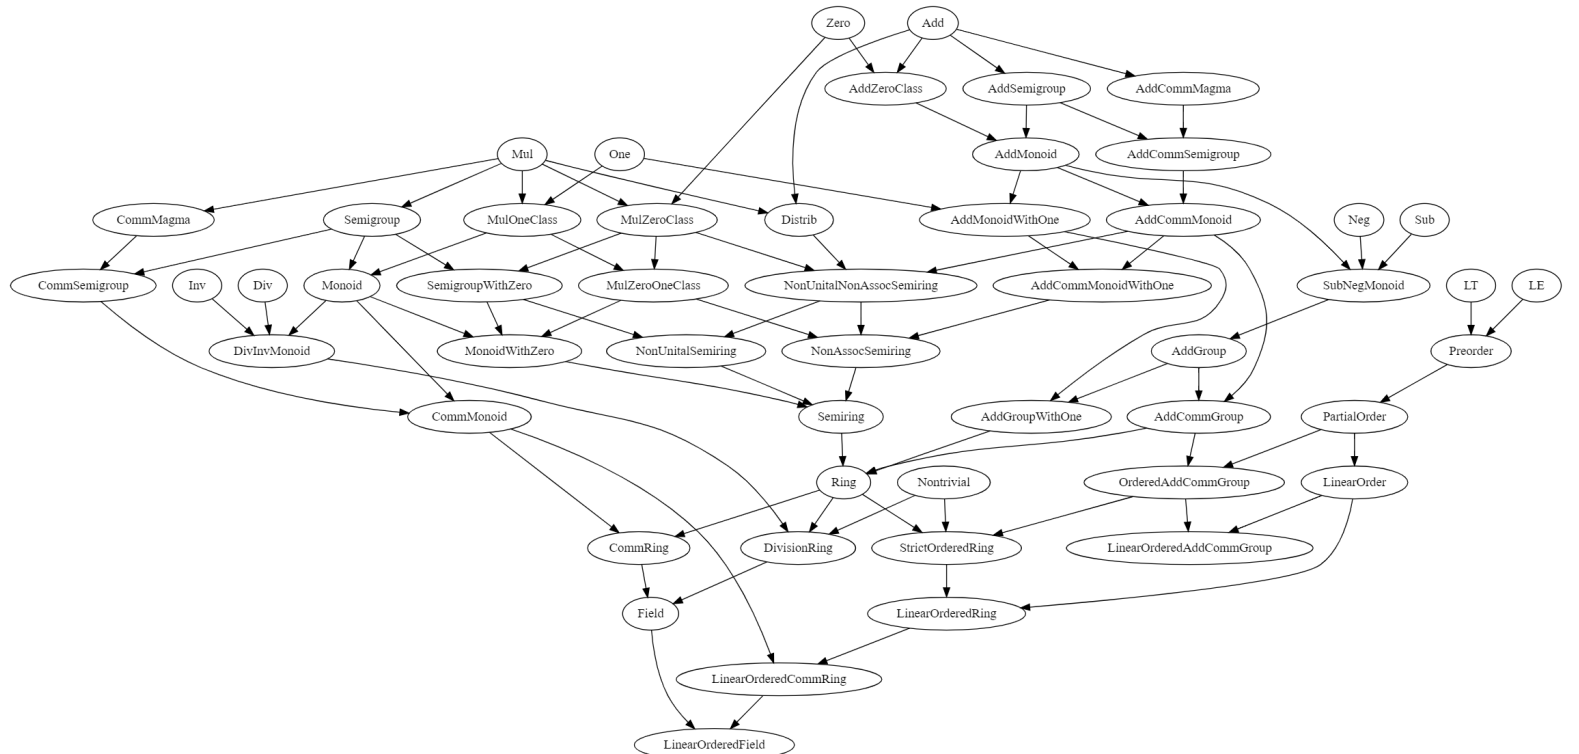 Zero
Add
AddZeroClass
AddSemigroup
AddCommMagma
Mul
One
AddMonoid
AddCommSemigroup
CommMagma
Semigroup
MulOneClass
MulZeroClass
Distrib
AddMonoidWithOne
AddCommMonoid
Neg
Sub
CommSemigroup
Inv
Div
Monoid
SemigroupWithZero
MulZeroOneClass
NonUnitalNonAssocSemiring
AddCommMonoidWithOne
SubNegMonoid
LT
LE
DivInvMonoid
MonoidWithZero
NonUnitalSemiring
NonAssocSemiring
AddGroup
Preorder
CommMonoid
Semiring
AddGroupWithOne
AddCommGroup
PartialOrder
Ring
Nontrivial
OrderedAddCommGroup
LinearOrder
CommRing
DivisionRing
StrictOrderedRing
LinearOrderedAddCommGroup
Field
LinearOrderedRing
LinearOrderedCommRing
LinearOrderedField